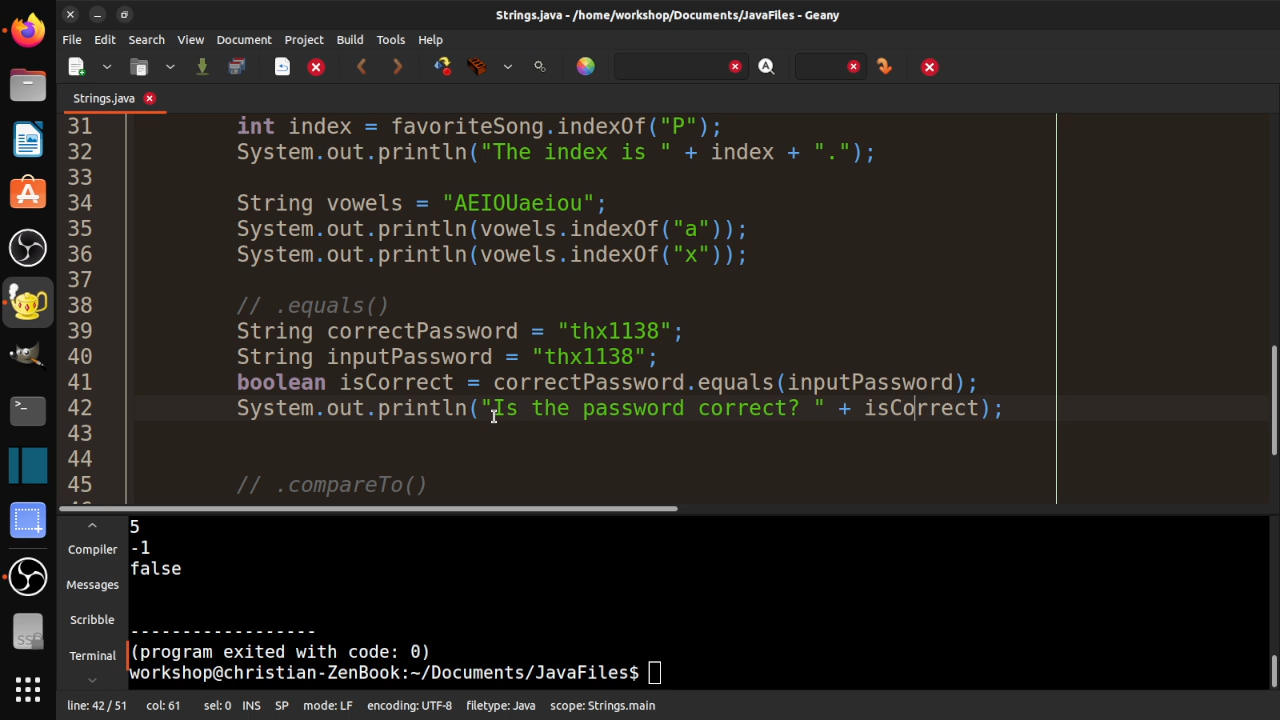 Strings.java - /home/workshop/Documents/JavaFiles - Geany
File Edit Search View Document Project Build Tools Help
Strings.java
31 int index = favoriteSong.indexOf("P");
32 System.out.println("The index is " + index + ".");
33
34 String vowels = "AEIOUaeiou";
35 System.out.println(vowels.indexOf("a"));
36 System.out.println(vowels.indexOf("x"));
37
38 // .equals()
39 String correctPassword = "thx1138";
40 String inputPassword = "thx1138";
41 boolean isCorrect = correctPassword.equals(inputPassword);
42 System.out.println("Is the password correct? " + isCorrect);
43
44
45 // .compareTo()
5
Compiler
-1
false
Messages
Scribble
------------------
(program exited with code: 0)
Terminal
workshop@christian-ZenBook:~/Documents/JavaFiles$
line: 42 / 51 col: 61 sel: 0 INS SP mode: LF encoding: UTF-8 filetype: Java scope: Strings.main